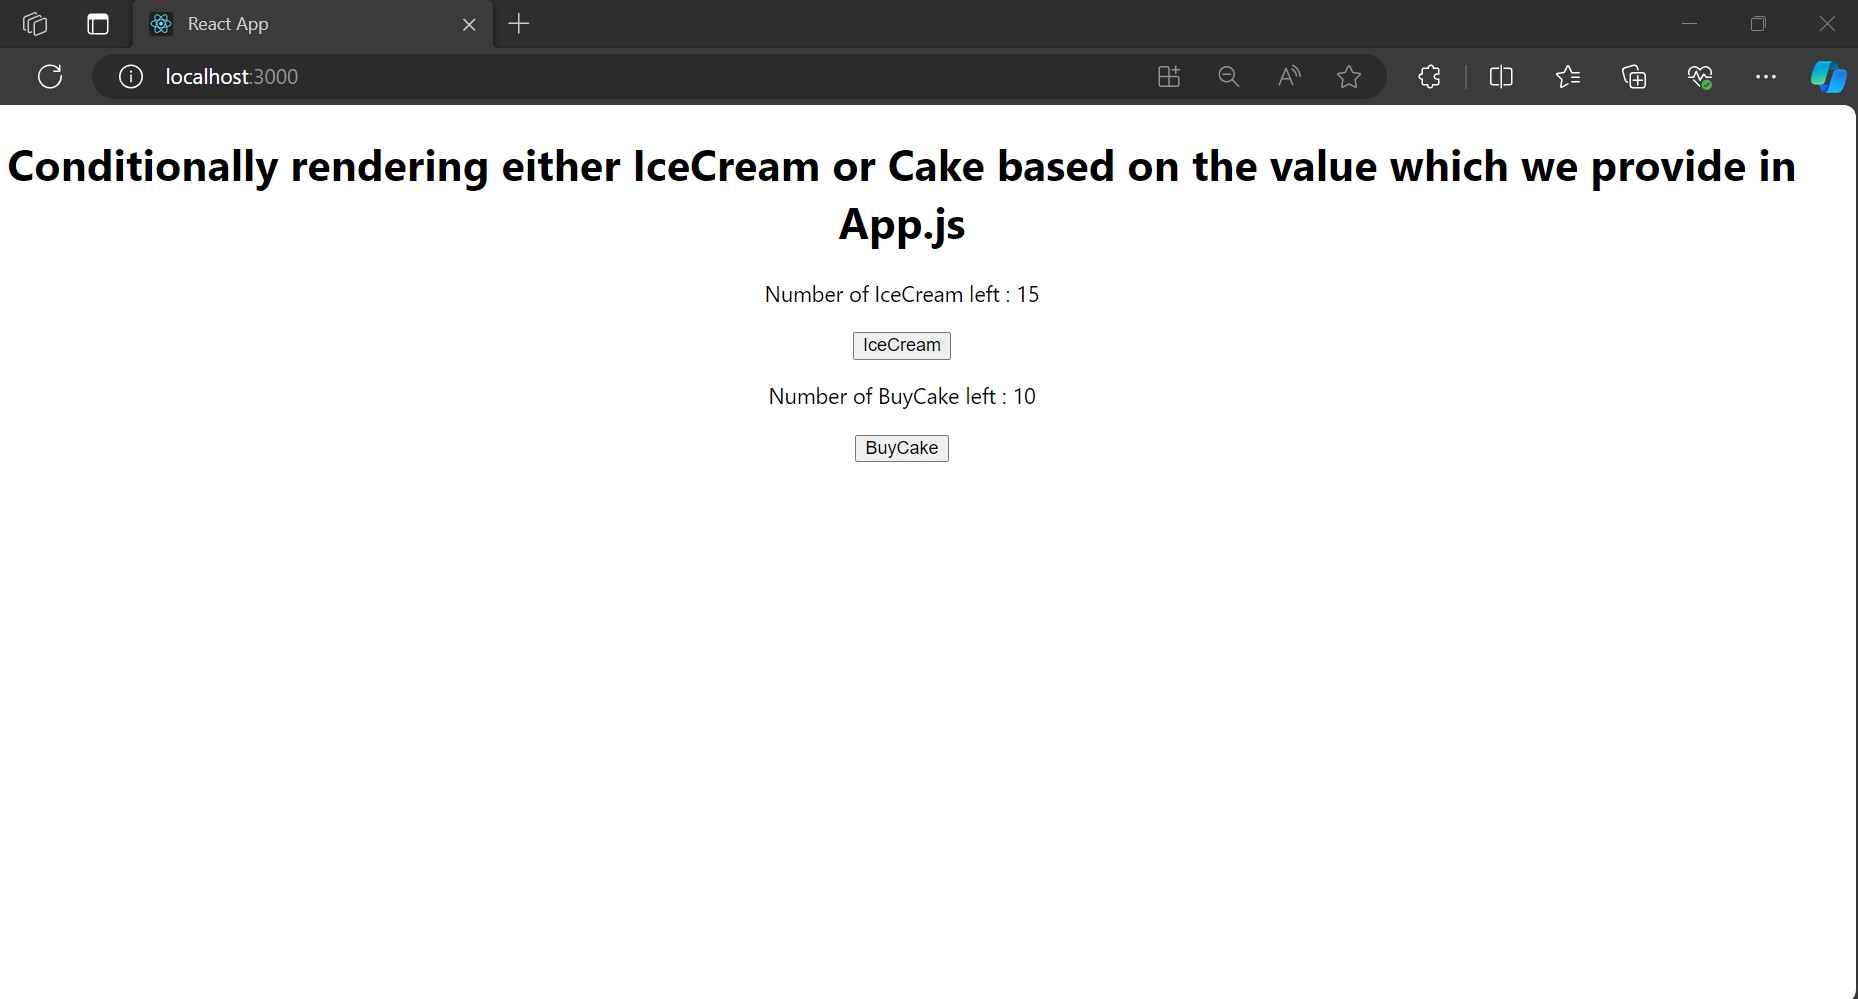 React App
localhost:3000
Conditionally rendering either IceCream or Cake based on the value which we provide in
App.js
Number of IceCream left : 15
IceCream
Number of BuyCake left : 10
BuyCake